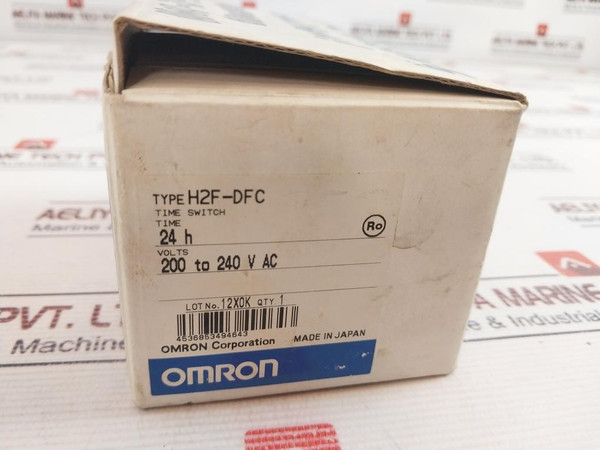 TYPE H2F-DFC
TIME SWITCH
TIME
24 h
Ro
VOLTS
200 to 240 V AC
LOT No. 12X0K QTY 1
4536853494643
OMRON Corporation MADE IN JAPAN
OMRON